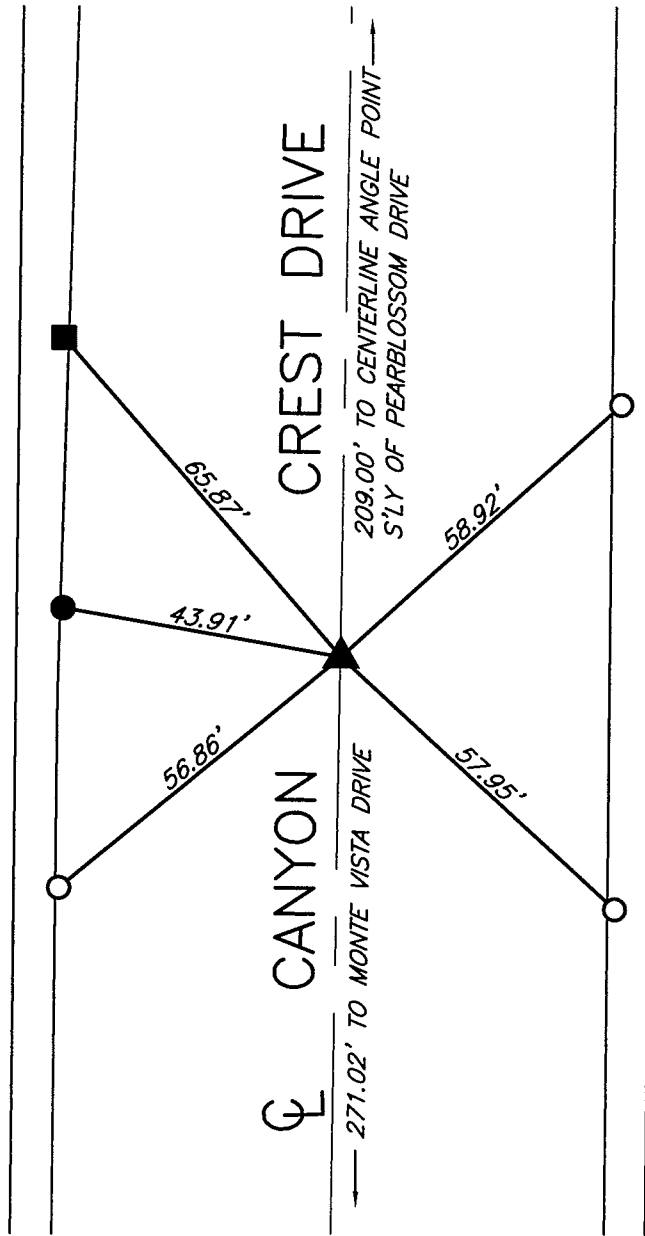 ℄ CANYON CREST DRIVE
271.02' TO MONTE VISTA DRIVE
209.00' TO CENTERLINE ANGLE POINT
S'LY OF PEARBLOSSOM DRIVE
65.87'
43.91'
56.86'
58.92'
57.95'